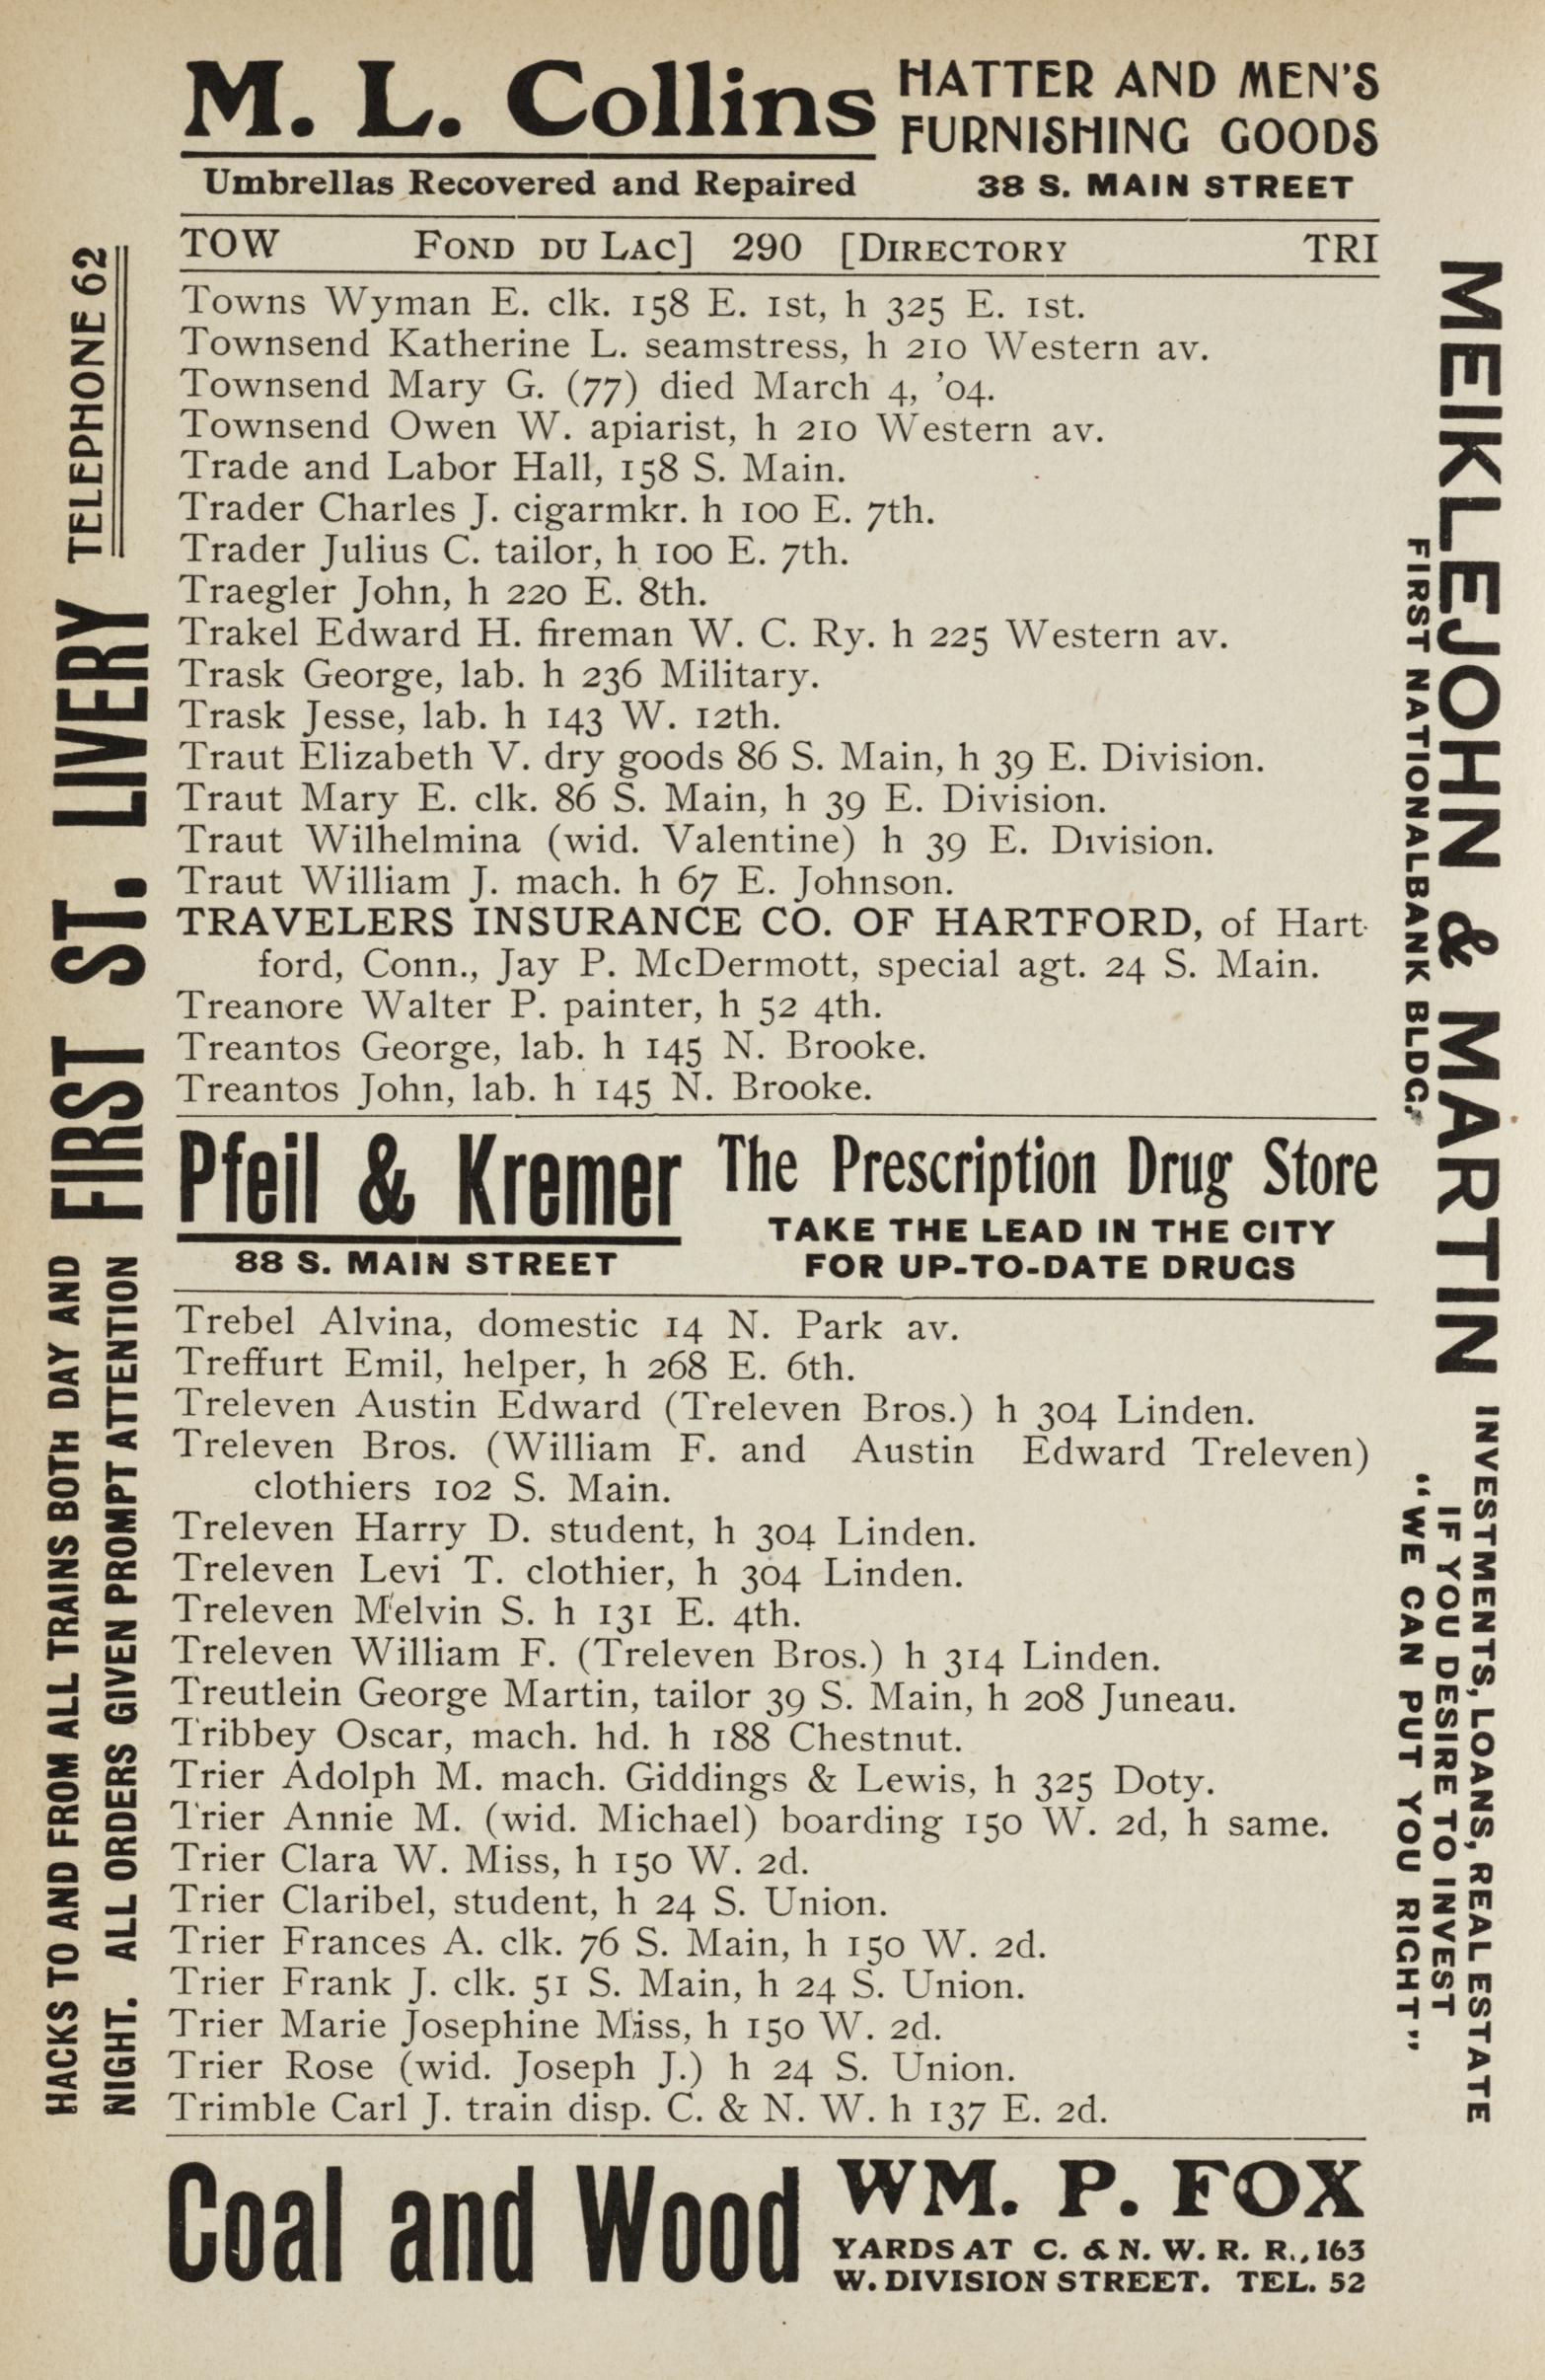 M. L. Collins
HATTER AND MEN'S
FURNISHING GOODS
Umbrellas Recovered and Repaired
38 S. MAIN STREET
TOW FOND DU LAC] 290 [DIRECTORY TRI
Towns Wyman E. clk. 158 E. 1st, h 325 E. 1st.
Townsend Katherine L. seamstress, h 210 Western av.
Townsend Mary G. (77) died March 4, '04.
Townsend Owen W. apiarist, h 210 Western av.
Trade and Labor Hall, 158 S. Main.
Trader Charles J. cigarmkr. h 100 E. 7th.
Trader Julius C. tailor, h 100 E. 7th.
Traegler John, h 220 E. 8th.
Trakel Edward H. fireman W. C. Ry. h 225 Western av.
Trask George, lab. h 236 Military.
Trask Jesse, lab. h 143 W. 12th.
Traut Elizabeth V. dry goods 86 S. Main, h 39 E. Division.
Traut Mary E. clk. 86 S. Main, h 39 E. Division.
Traut Wilhelmina (wid. Valentine) h 39 E. Division.
Traut William J. mach. h 67 E. Johnson.
TRAVELERS INSURANCE CO. OF HARTFORD, of Hart-
ford, Conn., Jay P. McDermott, special agt. 24 S. Main.
Treanore Walter P. painter, h 52 4th.
Treantos George, lab. h 145 N. Brooke.
Treantos John, lab. h 145 N. Brooke.
Pfeil & Kremer
88 S. MAIN STREET
The Prescription Drug Store
TAKE THE LEAD IN THE CITY
FOR UP-TO-DATE DRUGS
Trebel Alvina, domestic 14 N. Park av.
Treffurt Emil, helper, h 268 E. 6th.
Treleven Austin Edward (Treleven Bros.) h 304 Linden.
Treleven Bros. (William F. and Austin Edward Treleven)
clothiers 102 S. Main.
Treleven Harry D. student, h 304 Linden.
Treleven Levi T. clothier, h 304 Linden.
Treleven Melvin S. h 131 E. 4th.
Treleven William F. (Treleven Bros.) h 314 Linden.
Treutlein George Martin, tailor 39 S. Main, h 208 Juneau.
Tribbey Oscar, mach. hd. h 188 Chestnut.
Trier Adolph M. mach. Giddings & Lewis, h 325 Doty.
Trier Annie M. (wid. Michael) boarding 150 W. 2d, h same.
Trier Clara W. Miss, h 150 W. 2d.
Trier Claribel, student, h 24 S. Union.
Trier Frances A. clk. 76 S. Main, h 150 W. 2d.
Trier Frank J. clk. 51 S. Main, h 24 S. Union.
Trier Marie Josephine Miss, h 150 W. 2d.
Trier Rose (wid. Joseph J.) h 24 S. Union.
Trimble Carl J. train disp. C. & N. W. h 137 E. 2d.
Coal and Wood
WM. P. FOX
YARDS AT C. & N. W. R. R., 163
W. DIVISION STREET. TEL. 52
HACKS TO AND FROM ALL TRAINS BOTH DAY AND
NIGHT. ALL ORDERS GIVEN PROMPT ATTENTION
FIRST ST. LIVERY
TELEPHONE 62
MEIKLEJOHN & MARTIN
FIRST NATIONAL BANK BLDG.
INVESTMENTS, LOANS, REAL ESTATE
IF YOU DESIRE TO INVEST
"WE CAN PUT YOU RIGHT"